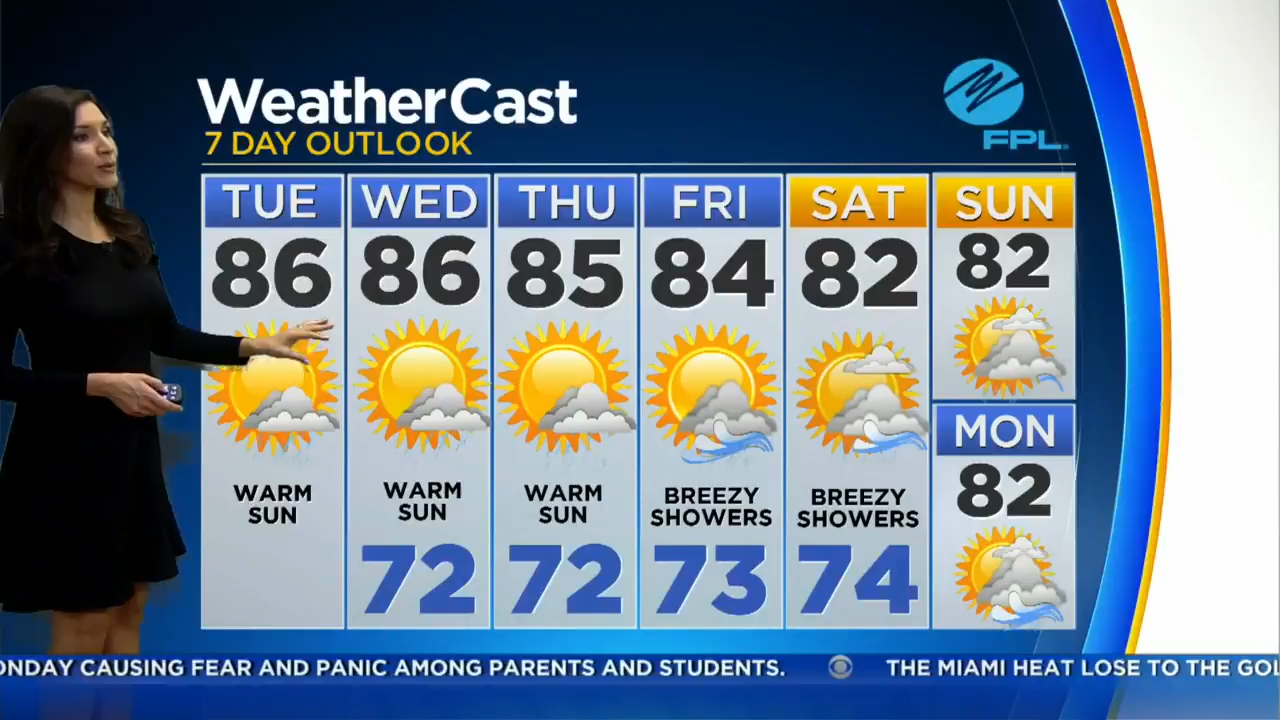 WeatherCast
7 DAY OUTLOOK
FPL
TUE
86
WARM
SUN
WED
86
WARM
SUN
72
THU
85
WARM
SUN
72
FRI
84
BREEZY
SHOWERS
73
SAT
82
BREEZY
SHOWERS
74
SUN
82
MON
82
ONDAY CAUSING FEAR AND PANIC AMONG PARENTS AND STUDENTS. THE MIAMI HEAT LOSE TO THE GOL